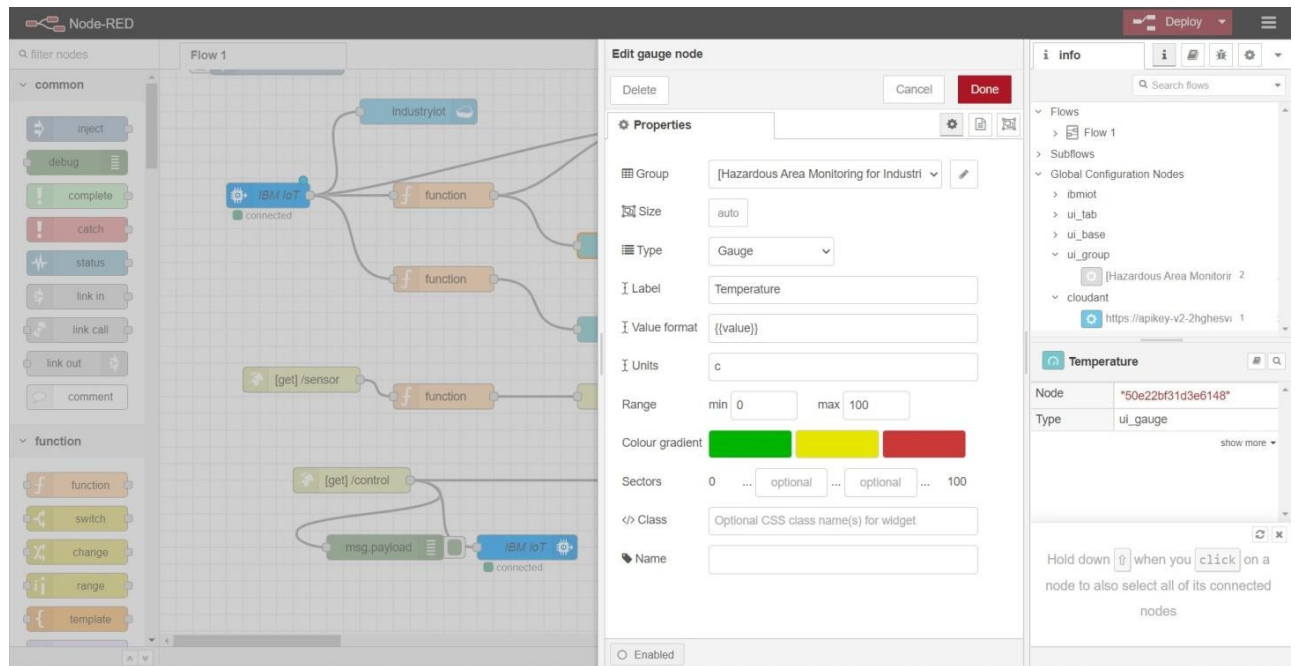 Node-RED
Deploy
filter nodes
common
inject
debug
complete
catch
status
link in
link call
link out
comment
function
function
switch
change
range
template
Flow 1
industryiot
IBM IoT
connected
function
function
[get] /sensor
function
[get] /control
msg.payload
IBM IoT
connected
Edit gauge node
Delete
Cancel
Done
Properties
Group
[Hazardous Area Monitoring for Industri
Size
auto
Type
Gauge
Label
Temperature
Value format
{{value}}
Units
c
Range
min 0
max 100
Colour gradient
Sectors
0 ... optional ... optional ... 100
</> Class
Optional CSS class name(s) for widget
Name
Enabled
i info
i
Search flows
Flows
Flow 1
Subflows
Global Configuration Nodes
ibmiot
ui_tab
ui_base
ui_group
[Hazardous Area Monitorir 2
cloudant
https://apikey-v2-2hghesv 1
Temperature
Node "50e22bf31d3e6148"
Type ui_gauge
show more
Hold down ⇧ when you click on a
node to also select all of its connected
nodes